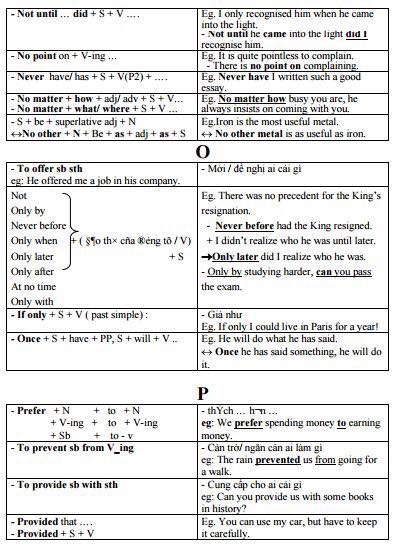 - Not until … did + S + V ….
Eg. I only recognised him when he came
into the light.
- Not until he came into the light did I
recognise him.
- No point on + V-ing …
Eg. It is quite pointless to complain.
- There is no point on complaining.
- Never have/ has + S + V(P2) + ….
Eg. Never have I written such a good
essay.
- No matter + how + adj/ adv + S + V…
- No matter + what/ where + S + V …
Eg. No matter how busy you are, he
always insists on coming with you.
- S + be + superlative adj + N
↔No other + N + Be + as + adj + as + S
Eg.Iron is the most useful metal.
↔ No other metal is as useful as iron.
O
- To offer sb sth
eg: He offered me a job in his company.
- Mời / đề nghị ai cái gì
Not
Only by
Never before
Only when + ( §¶o th× cña ®éng tõ / V)
Only later + S
Only after
At no time
Only with
Eg. There was no precedent for the King's
resignation.
- Never before had the King resigned.
+ I didn't realize who he was until later.
→Only later did I realize who he was.
- Only by studying harder, can you pass
the exam.
- If only + S + V ( past simple) :
- Giá như
Eg. If only I could live in Paris for a year!
- Once + S + have + PP, S + will + V ..
Eg. He will do what he has said.
↔ Once he has said something, he will do
it.
P
- Prefer + N + to + N
+ V-ing + to + V-ing
+ Sb + to - v
- thÝch … h¬n …
eg: We prefer spending money to earning
money.
- To prevent sb from V_ing
- Cản trở/ ngăn cản ai làm gì
eg: The rain prevented us from going for
a walk.
- To provide sb with sth
- Cung cấp cho ai cái gì
eg: Can you provide us with some books
in history?
- Provided that ….
- Provided + S + V
Eg. You can use my car, but have to keep
it carefully.